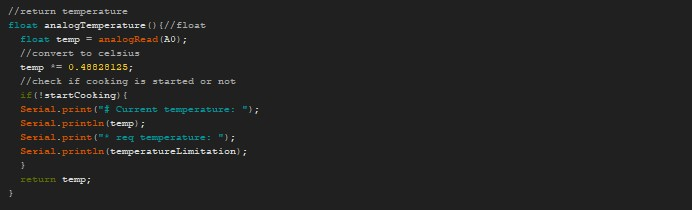 //return temperature
float analogTemperature(){//float
float temp = analogRead(A0);
//convert to celsius
temp *= 0.48828125;
//check if cooking is started or not
if(!startCooking){
Serial.print("# Current temperature: ");
Serial.println(temp);
Serial.print("* req temperature: ");
Serial.println(temperatureLimitation);
}
return temp;
}